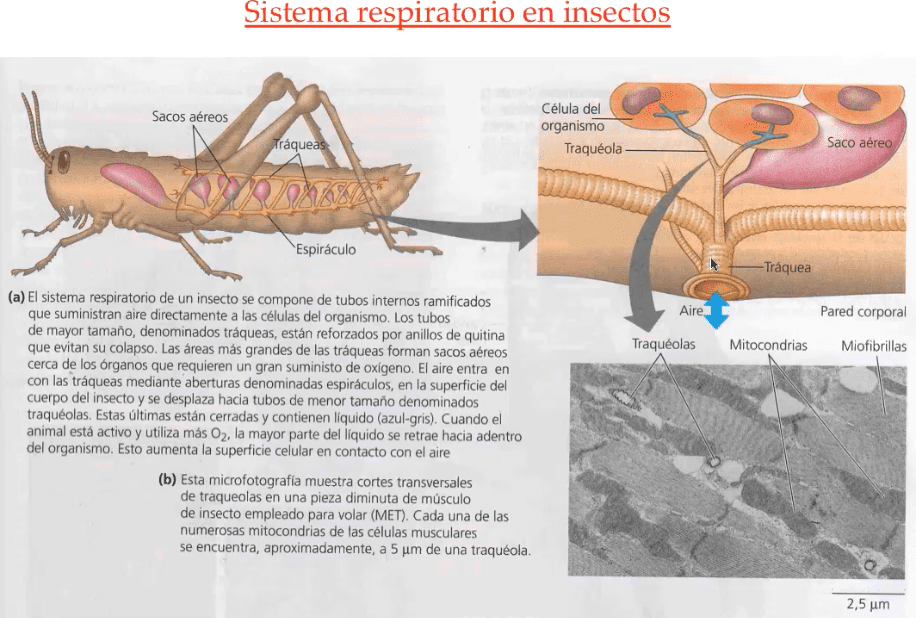 Sistema respiratorio en insectos
Sacos aéreos
Tráqueas
Espiráculo
Célula del
organismo
Traquéola
Saco aéreo
Tráquea
Aire
Pared corporal
(a) El sistema respiratorio de un insecto se compone de tubos internos ramificados
que suministran aire directamente a las células del organismo. Los tubos
de mayor tamaño, denominados tráqueas, están reforzados por anillos de quitina
que evitan su colapso. Las áreas más grandes de las tráqueas forman sacos aéreos
cerca de los órganos que requieren un gran suministo de oxígeno. El aire entra en
con las tráqueas mediante aberturas denominadas espiráculos, en la superficie del
cuerpo del insecto y se desplaza hacia tubos de menor tamaño denominados
traquéolas. Estas últimas están cerradas y contienen líquido (azul-gris). Cuando el
animal está activo y utiliza más O₂, la mayor parte del líquido se retrae hacia adentro
del organismo. Esto aumenta la superficie celular en contacto con el aire
Traquéolas
Mitocondrias
Miofibrillas
(b) Esta microfotografía muestra cortes transversales
de traqueolas en una pieza diminuta de músculo
de insecto empleado para volar (MET). Cada una de las
numerosas mitocondrias de las células musculares
se encuentra, aproximadamente, a 5 µm de una traquéola.
2,5 µm